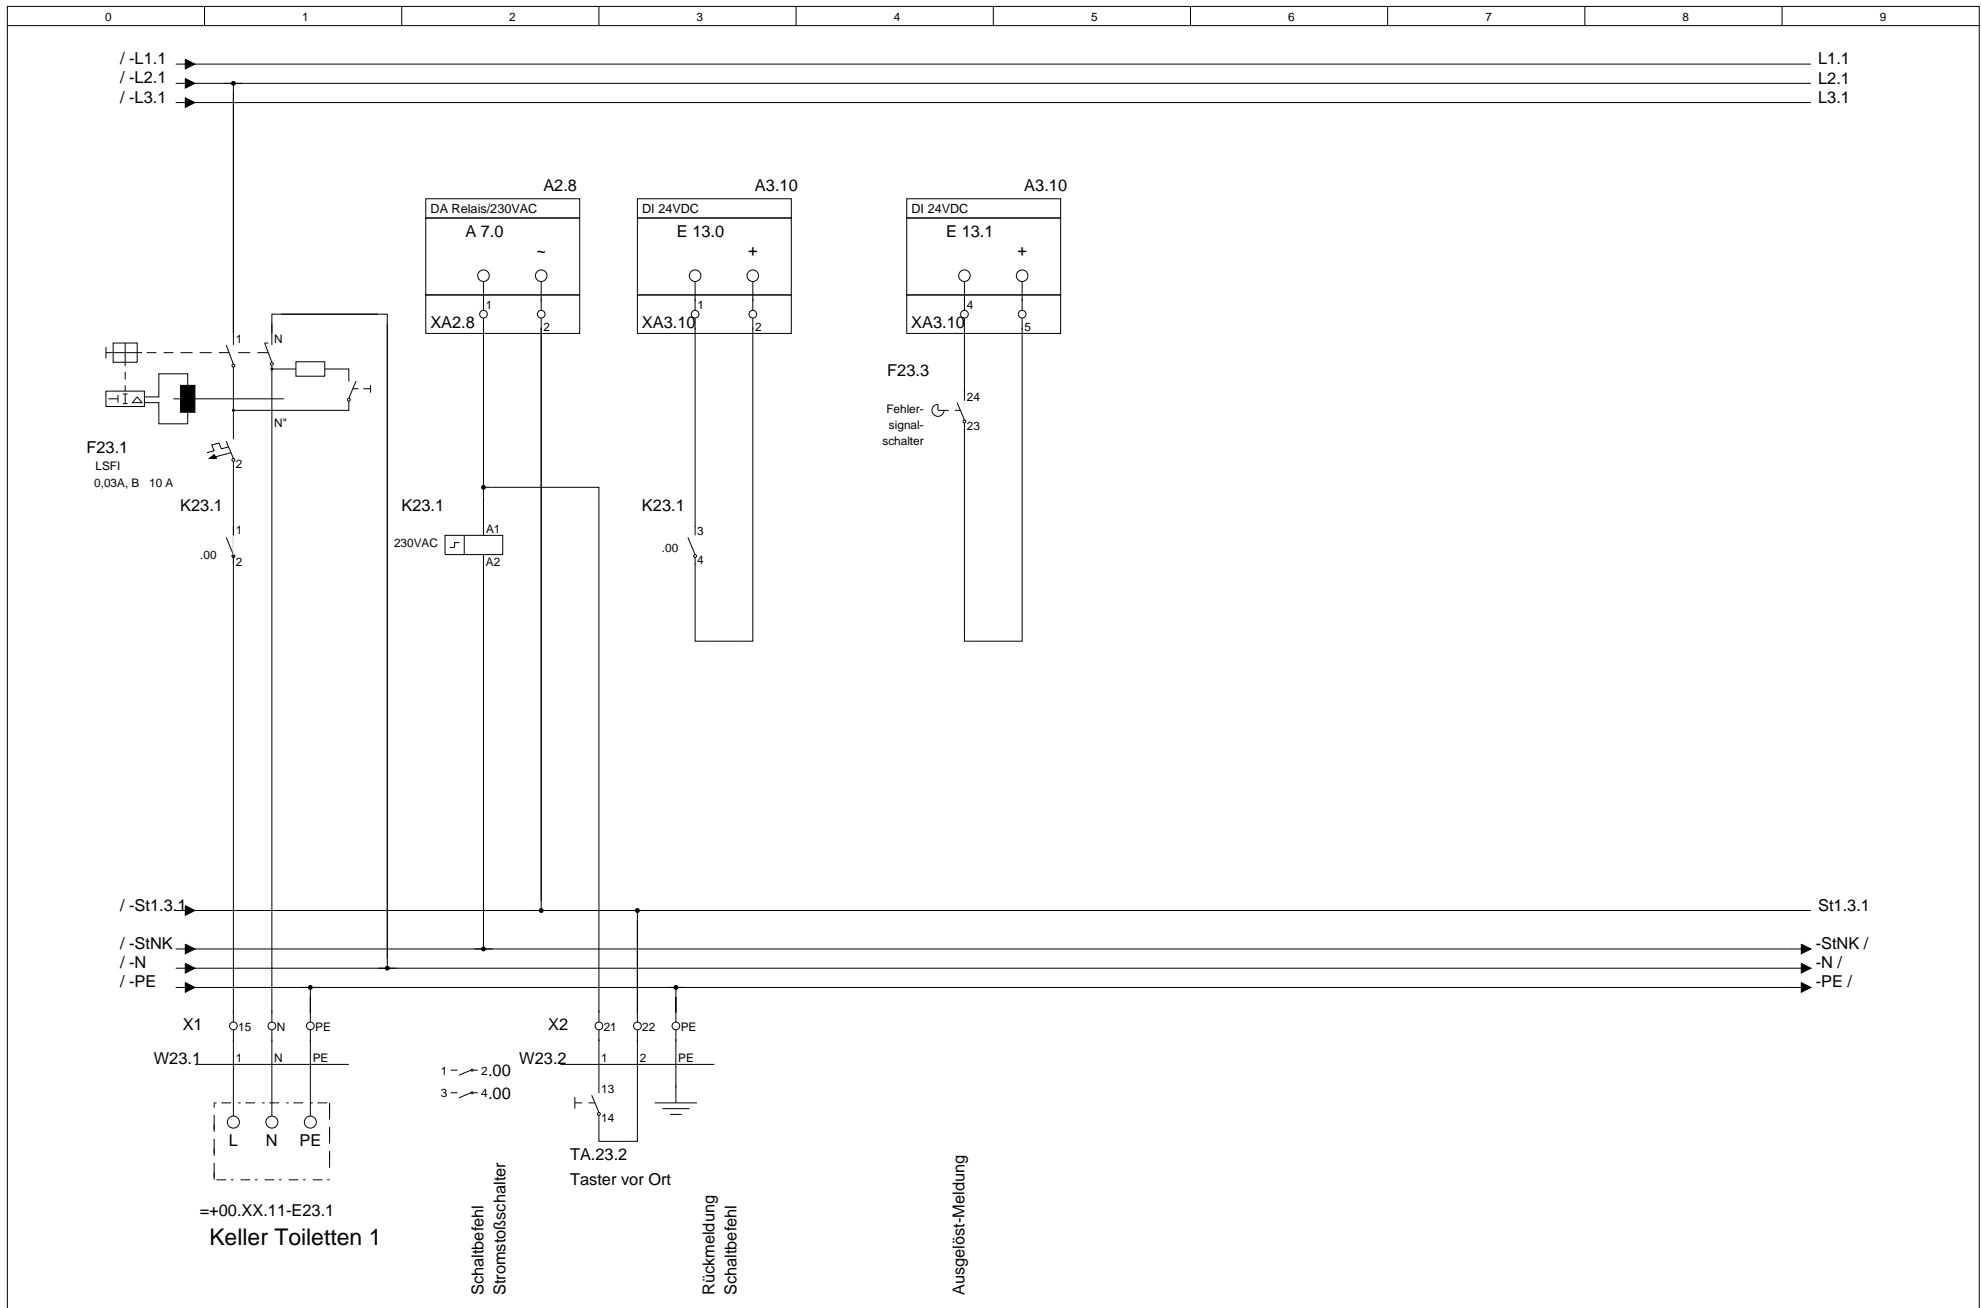 0 1 2 3 4 5 6 7 8 9
/ -L1.1 L1.1
/ -L2.1 L2.1
/ -L3.1 L3.1
A2.8 A3.10 A3.10
DA Relais/230VAC DI 24VDC DI 24VDC
A 7.0 E 13.0 E 13.1
~ + +
1 1 4
XA2.8 2 XA3.10 2 XA3.10 5
1 N
F23.3
24
Fehler-
signal-
schalter
23
N"
F23.1
LSFI
0,03A, B 10 A
2
K23.1 K23.1 K23.1
1 A1 3
230VAC
.00 .00
2 A2 4
/ -St1.3.1 St1.3.1
/ -StNK -StNK /
/ -N -N /
/ -PE -PE /
X1 15 N PE X2 21 22 PE
W23.1 1 N PE W23.2 1 2 PE
1 2.00
3 4.00
13
14
L N PE
TA.23.2
Taster vor Ort
=+00.XX.11-E23.1
Keller Toiletten 1
Schaltbefehl
Stromstoßschalter
Rückmeldung
Schaltbefehl
Ausgelöst-Meldung